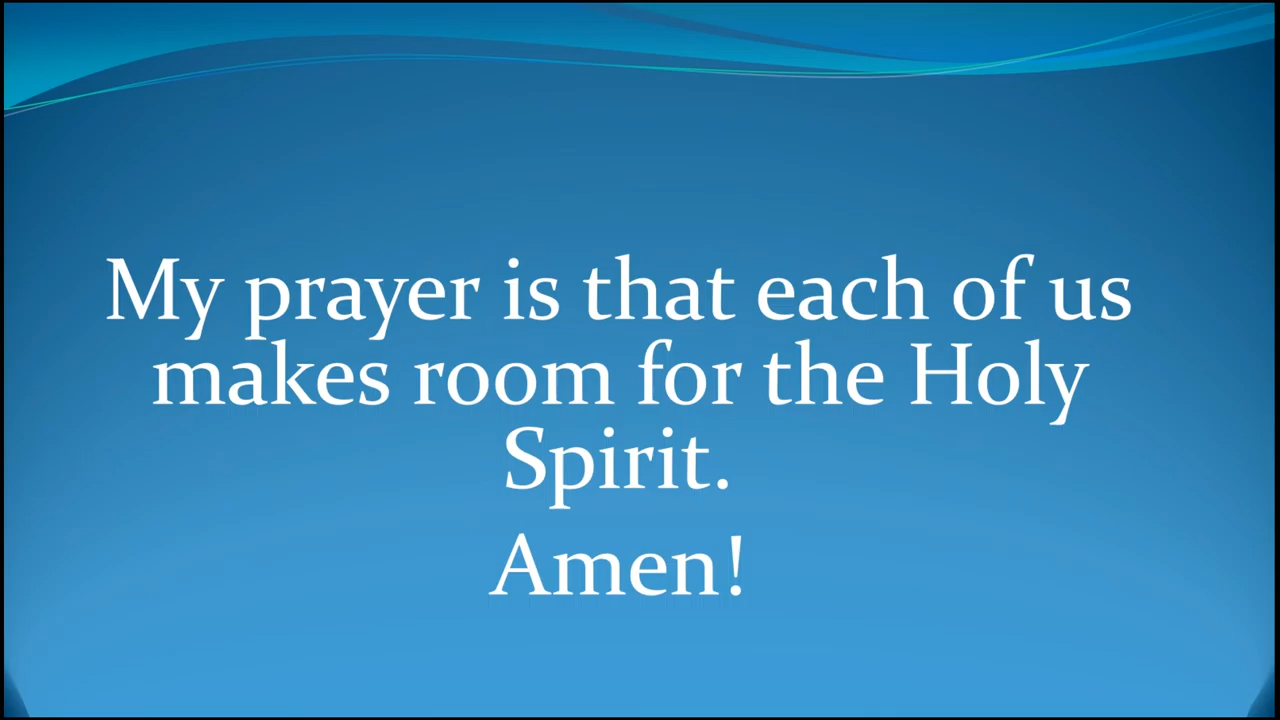 My prayer is that each of us
makes room for the Holy
Spirit.
Amen!